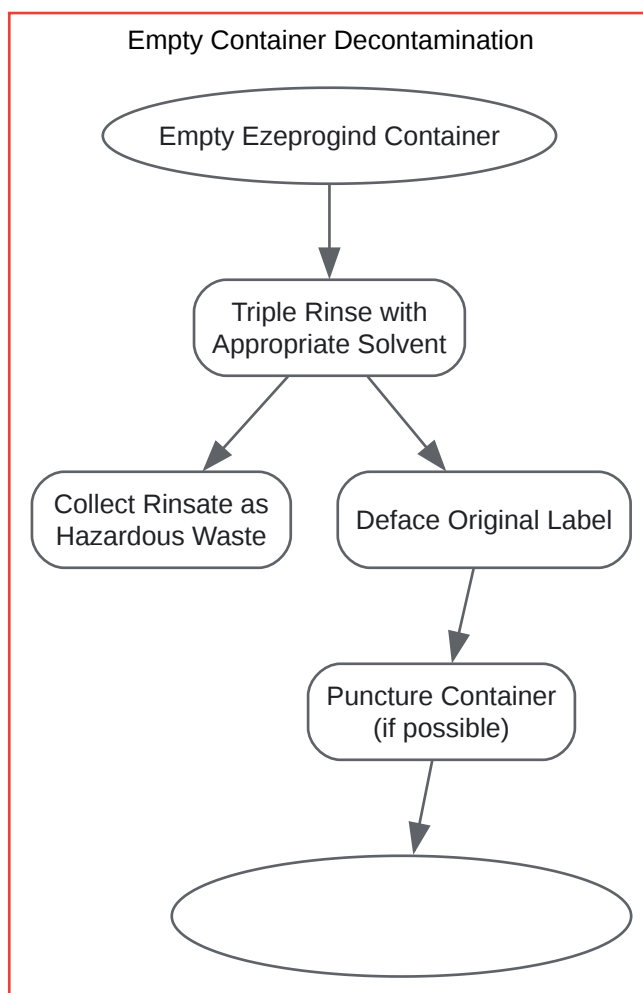 Empty Container Decontamination
Empty Ezeprogind Container
Triple Rinse with
Appropriate Solvent
Collect Rinsate as
Hazardous Waste
Deface Original Label
Puncture Container
(if possible)